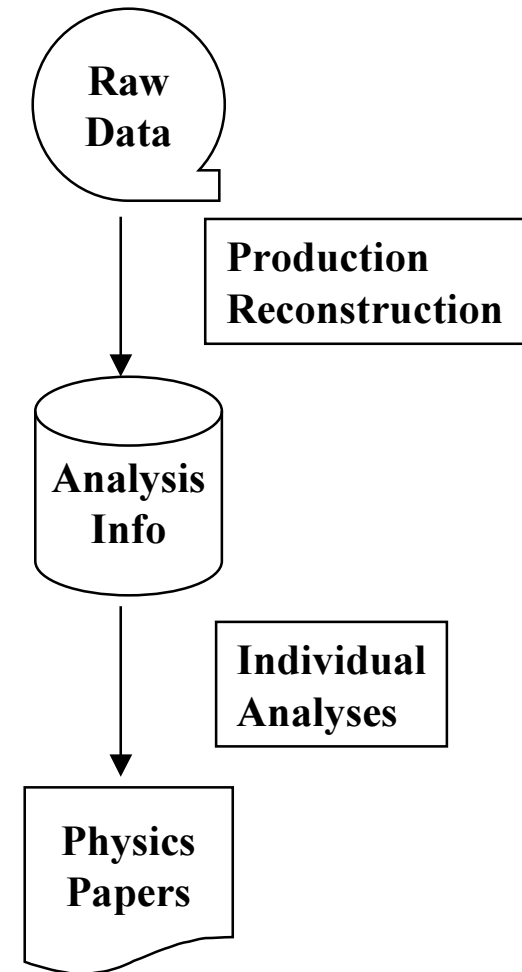 Raw
Data
Production
Reconstruction
Analysis
Info
Individual
Analyses
Physics
Papers